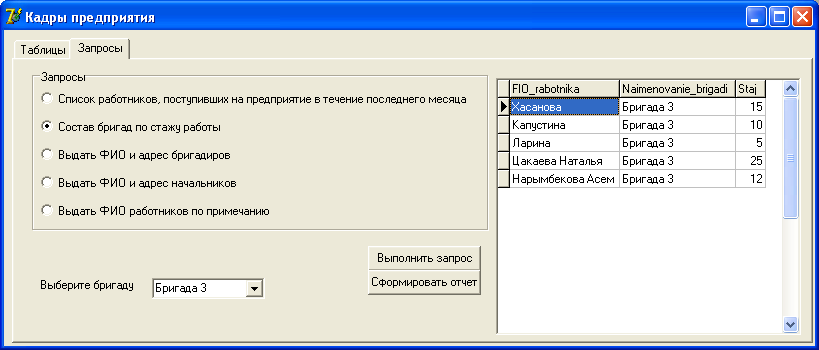 Кадры предприятия
Таблицы Запросы
Запросы
Список работников, поступивших на предприятие в течение последнего месяца
Состав бригад по стажу работы
Выдать ФИО и адрес бригадиров
Выдать ФИО и адрес начальников
Выдать ФИО работников по примечанию
Выполнить запрос
Сформировать отчет
Выберите бригаду Бригада 3
FIO_rabotnika Naimenovanie_brigadi Staj
Хасанова Бригада 3 15
Капустина Бригада 3 10
Ларина Бригада 3 5
Цакаева Наталья Бригада 3 25
Нарымбекова Асем Бригада 3 12